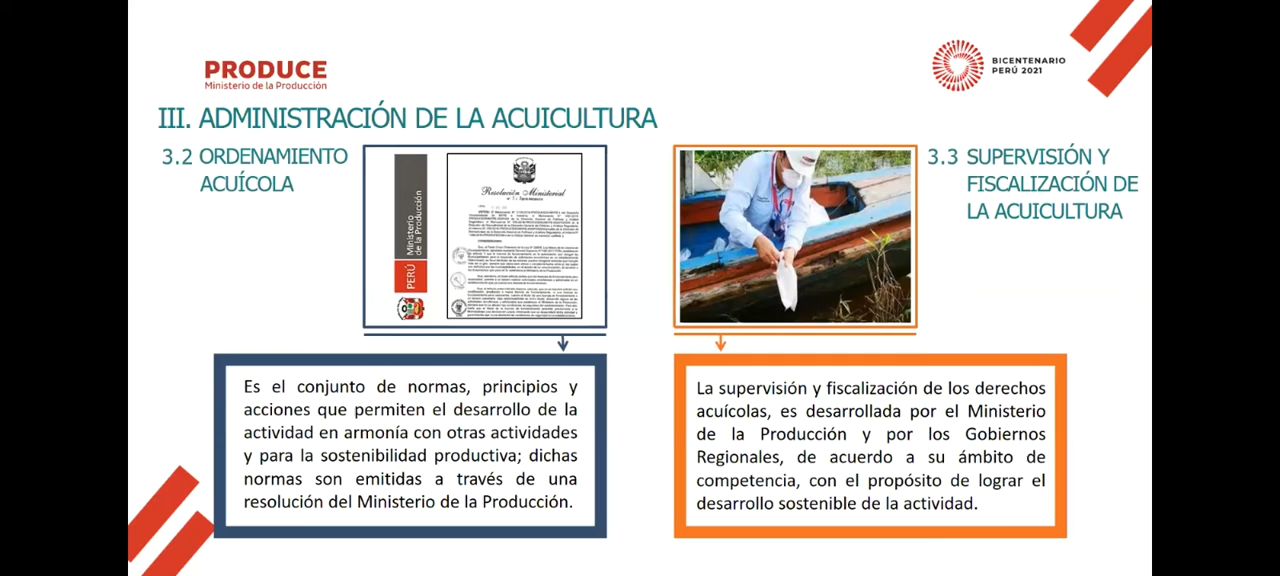 PRODUCE
Ministerio de la Producción
BICENTENARIO
PERÚ 2021
III. ADMINISTRACIÓN DE LA ACUICULTURA
3.2 ORDENAMIENTO
ACUÍCOLA
PERÚ
Ministerio
de la Producción
Resolución Ministerial
3.3 SUPERVISIÓN Y
FISCALIZACIÓN DE
LA ACUICULTURA
Es el conjunto de normas, principios y
acciones que permiten el desarrollo de la
actividad en armonía con otras actividades
y para la sostenibilidad productiva; dichas
normas son emitidas a través de una
resolución del Ministerio de la Producción.
La supervisión y fiscalización de los derechos
acuícolas, es desarrollada por el Ministerio
de la Producción y por los Gobiernos
Regionales, de acuerdo a su ámbito de
competencia, con el propósito de lograr el
desarrollo sostenible de la actividad.